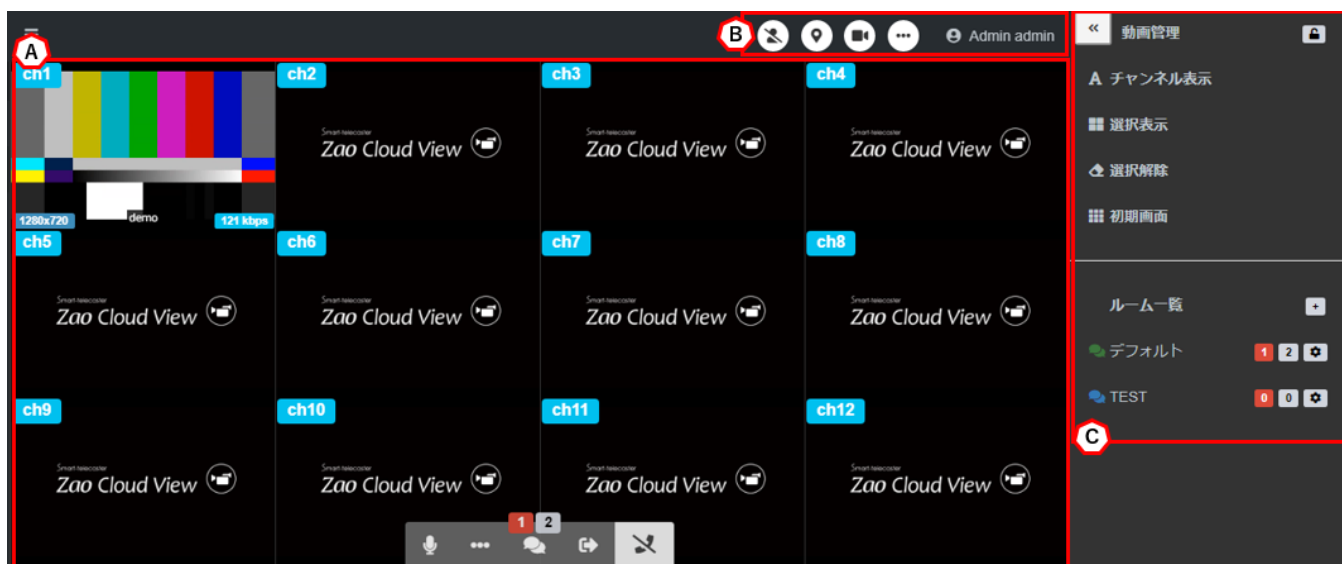 A
B
Admin admin
ch1
demo
1280x720
121 kbps
ch2
Smart-telecaster
Zao Cloud View
ch3
Smart-telecaster
Zao Cloud View
ch4
Smart-telecaster
Zao Cloud View
ch5
Smart-telecaster
Zao Cloud View
ch6
Smart-telecaster
Zao Cloud View
ch7
Smart-telecaster
Zao Cloud View
ch8
Smart-telecaster
Zao Cloud View
ch9
Smart-telecaster
Zao Cloud View
ch10
Smart-telecaster
Zao Cloud View
ch11
Smart-telecaster
Zao Cloud View
ch12
Smart-telecaster
Zao Cloud View
1 2
« 動画管理
A チャンネル表示
選択表示
選択解除
初期画面
ルーム一覧 +
デフォルト 1 2
TEST 0 0
C